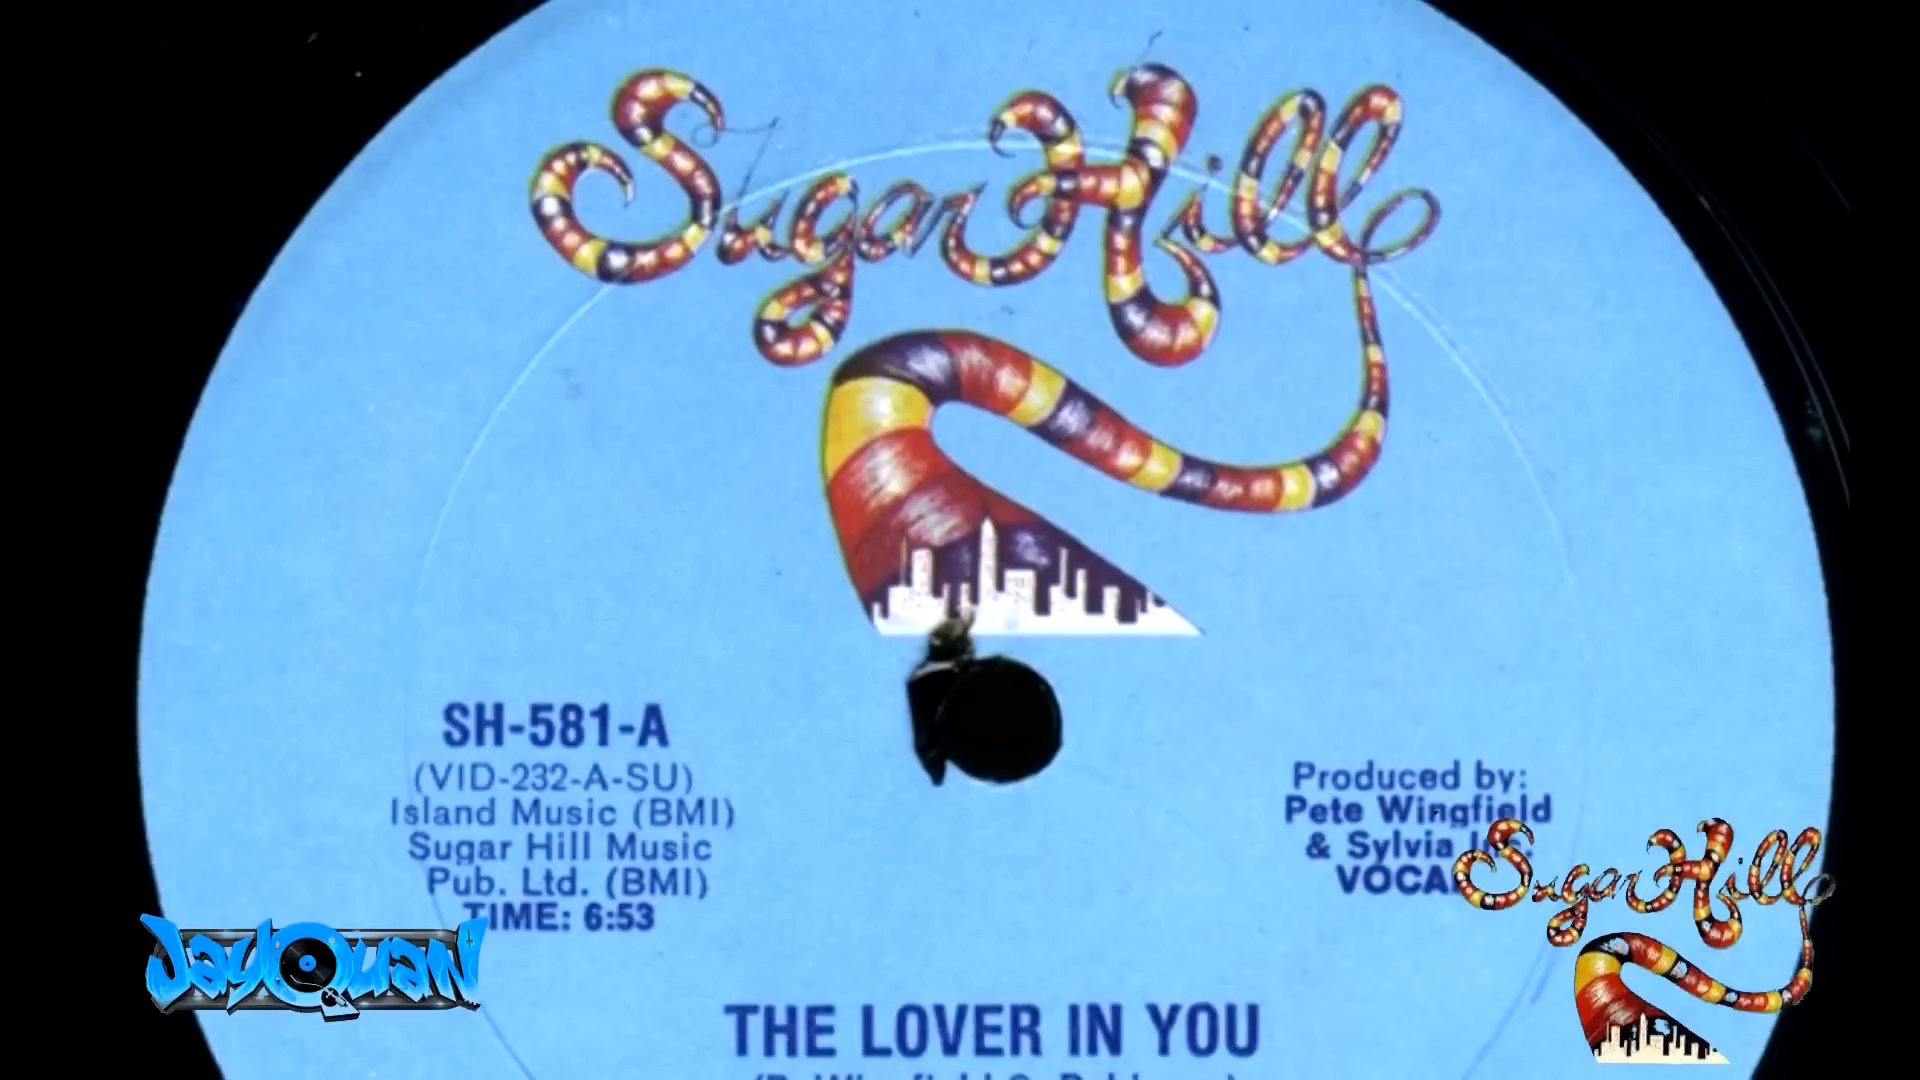 Sugar Hill
SH-581-A
(VID-232-A-SU)
Island Music (BMI)
Sugar Hill Music
Pub. Ltd. (BMI)
TIME: 6:53
Produced by:
Pete Wingfield
& Sylvia Inc.
Sugar Hill
JayQuan
THE LOVER IN YOU